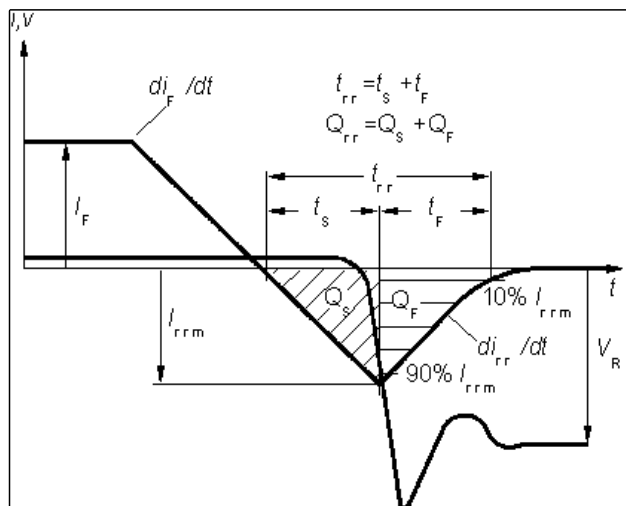 I,V
di_F /dt
t_rr = t_S + t_F
Q_rr = Q_S + Q_F
t_rr
t_S t_F
I_F
t
Q_S Q_F
10% I_rrm
I_rrm
di_rr /dt
90% I_rrm
V_R